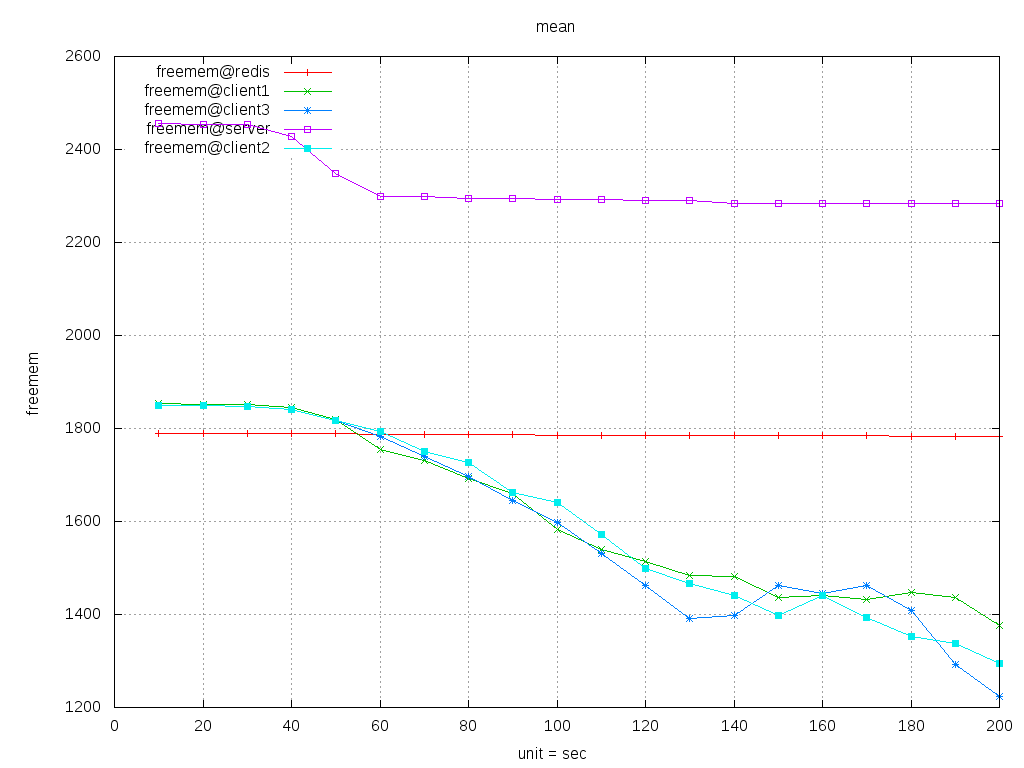 mean
2600
2400
2200
2000
1800
1600
1400
1200
freemem
freemem@redis
freemem@client1
freemem@client3
freemem@server
freemem@client2
0 20 40 60 80 100 120 140 160 180 200
unit = sec